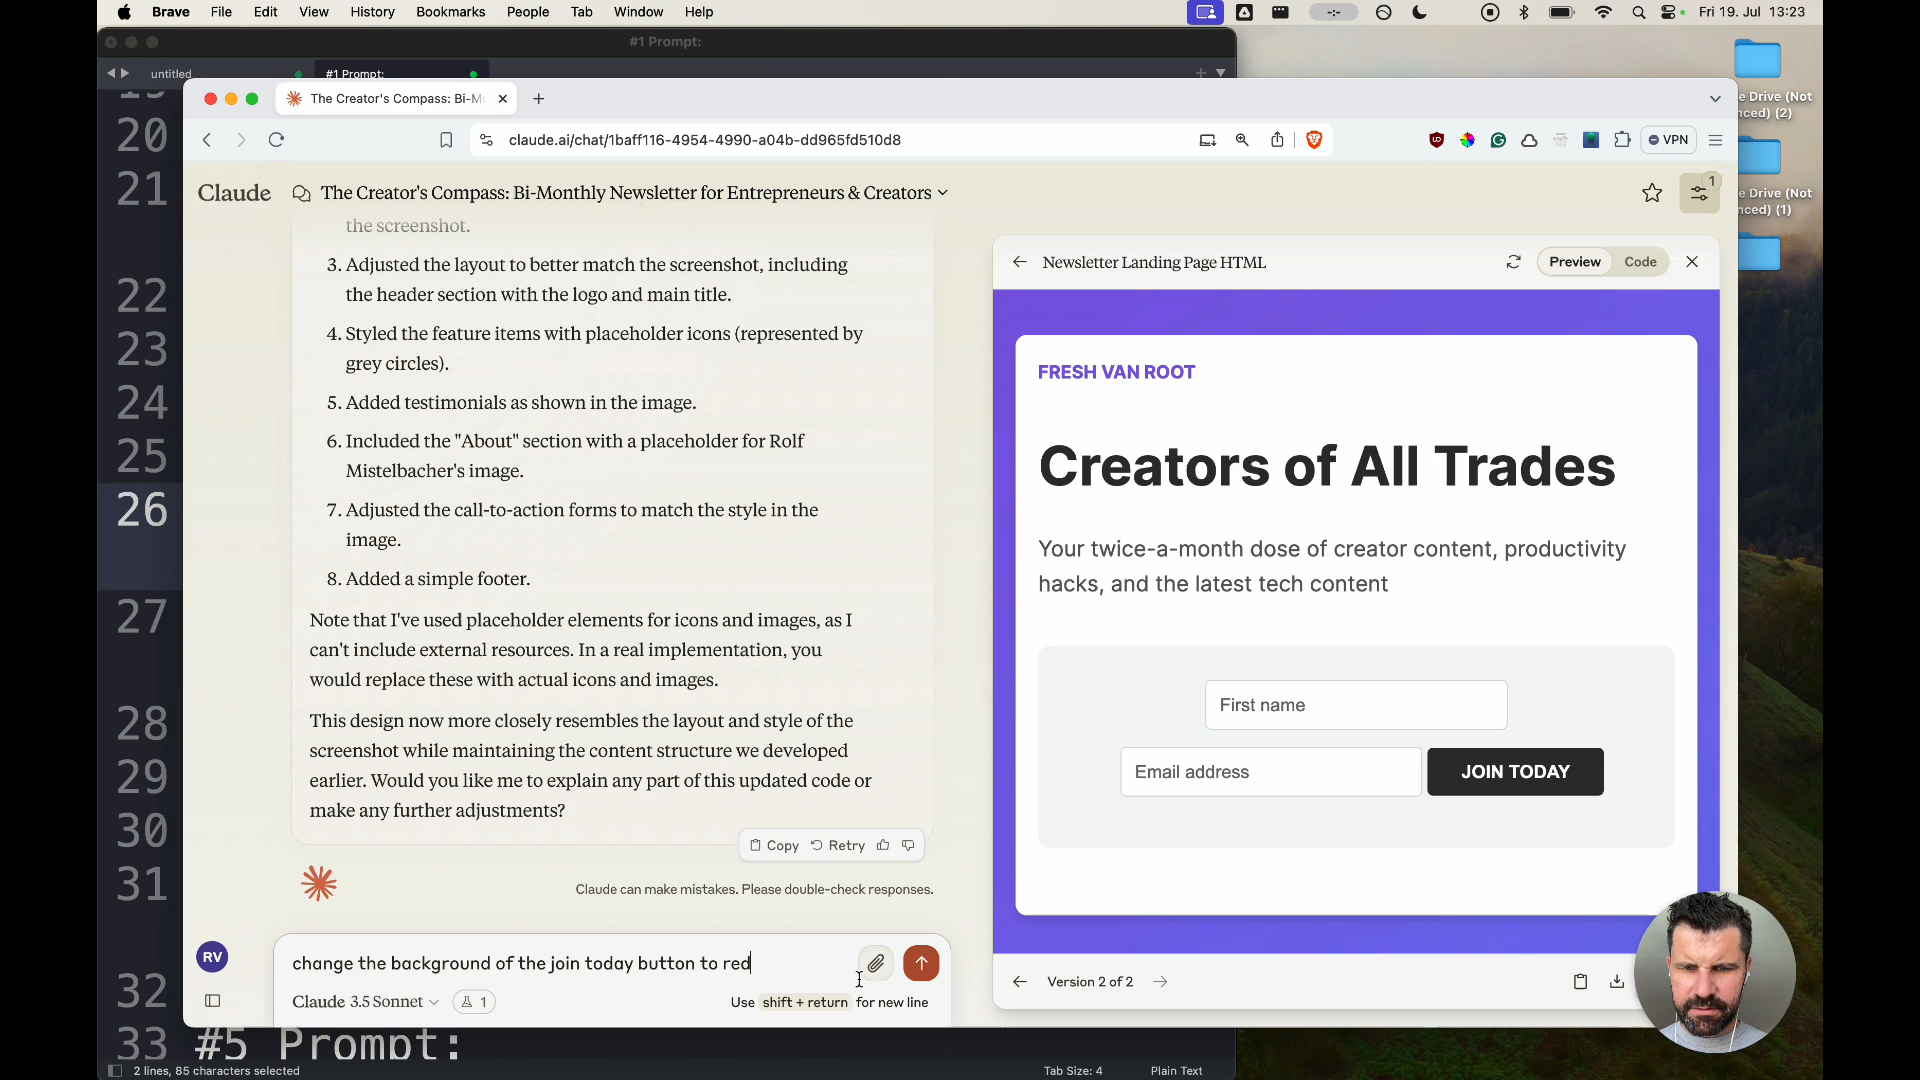 Brave File Edit View History Bookmarks People Tab Window Help
Fri 19. Jul 13:23
#1 Prompt:
untitled
#1 Prompt:
The Creator's Compass: Bi-M
claude.ai/chat/1baff116-4954-4990-a04b-dd965fd510d8
VPN
e Drive (Not
nced) (2)
e Drive (Not
nced) (1)
Claude
The Creator's Compass: Bi-Monthly Newsletter for Entrepreneurs & Creators
1
the screenshot.
3. Adjusted the layout to better match the screenshot, including
the header section with the logo and main title.
4. Styled the feature items with placeholder icons (represented by
grey circles).
5. Added testimonials as shown in the image.
6. Included the "About" section with a placeholder for Rolf
Mistelbacher's image.
7. Adjusted the call-to-action forms to match the style in the
image.
8. Added a simple footer.
Note that I've used placeholder elements for icons and images, as I
can't include external resources. In a real implementation, you
would replace these with actual icons and images.
This design now more closely resembles the layout and style of the
screenshot while maintaining the content structure we developed
earlier. Would you like me to explain any part of this updated code or
make any further adjustments?
Copy Retry
Claude can make mistakes. Please double-check responses.
RV
change the background of the join today button to red
Claude 3.5 Sonnet
1
Use shift + return for new line
Newsletter Landing Page HTML
Preview Code
FRESH VAN ROOT
Creators of All Trades
Your twice-a-month dose of creator content, productivity
hacks, and the latest tech content
First name
Email address
JOIN TODAY
Version 2 of 2
20
21
22
23
24
25
26
27
28
29
30
31
32
33 #5 Prompt:
2 lines, 85 characters selected
Tab Size: 4
Plain Text